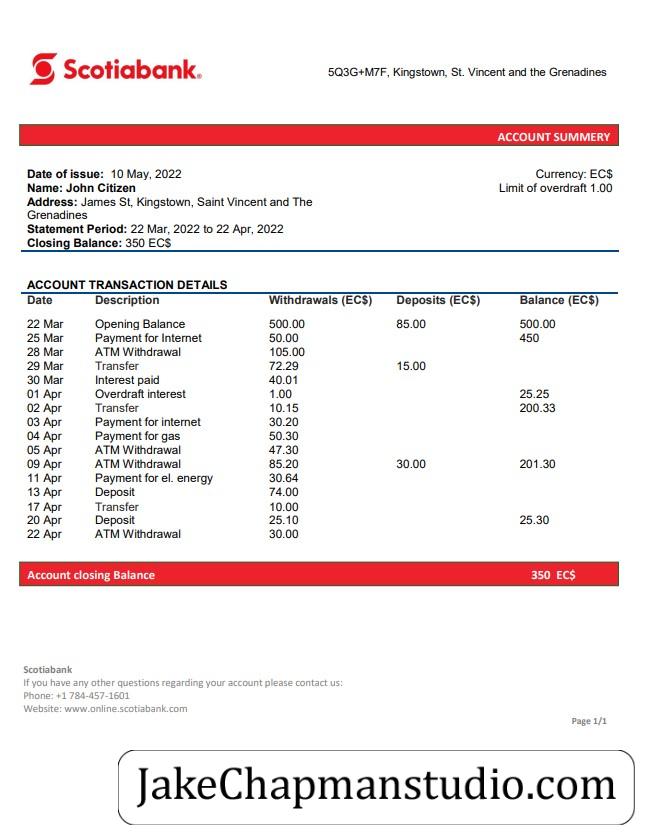 Scotiabank®
5Q3G+M7F, Kingstown, St. Vincent and the Grenadines
ACCOUNT SUMMERY
Date of issue: 10 May, 2022
Currency: EC$
Name: John Citizen
Limit of overdraft 1.00
Address: James St, Kingstown, Saint Vincent and The
Grenadines
Statement Period: 22 Mar, 2022 to 22 Apr, 2022
Closing Balance: 350 EC$
ACCOUNT TRANSACTION DETAILS
Date Description Withdrawals (EC$) Deposits (EC$) Balance (EC$)
22 Mar Opening Balance 500.00 85.00 500.00
25 Mar Payment for Internet 50.00 450
28 Mar ATM Withdrawal 105.00
29 Mar Transfer 72.29 15.00
30 Mar Interest paid 40.01
01 Apr Overdraft interest 1.00 25.25
02 Apr Transfer 10.15 200.33
03 Apr Payment for internet 30.20
04 Apr Payment for gas 50.30
05 Apr ATM Withdrawal 47.30
09 Apr ATM Withdrawal 85.20 30.00 201.30
11 Apr Payment for el. energy 30.64
13 Apr Deposit 74.00
17 Apr Transfer 10.00
20 Apr Deposit 25.10 25.30
22 Apr ATM Withdrawal 30.00
Account closing Balance 350 EC$
Scotiabank
If you have any other questions regarding your account please contact us:
Phone: +1 784-457-1601
Website: www.online.scotiabank.com
Page 1/1
JakeChapmanstudio.com